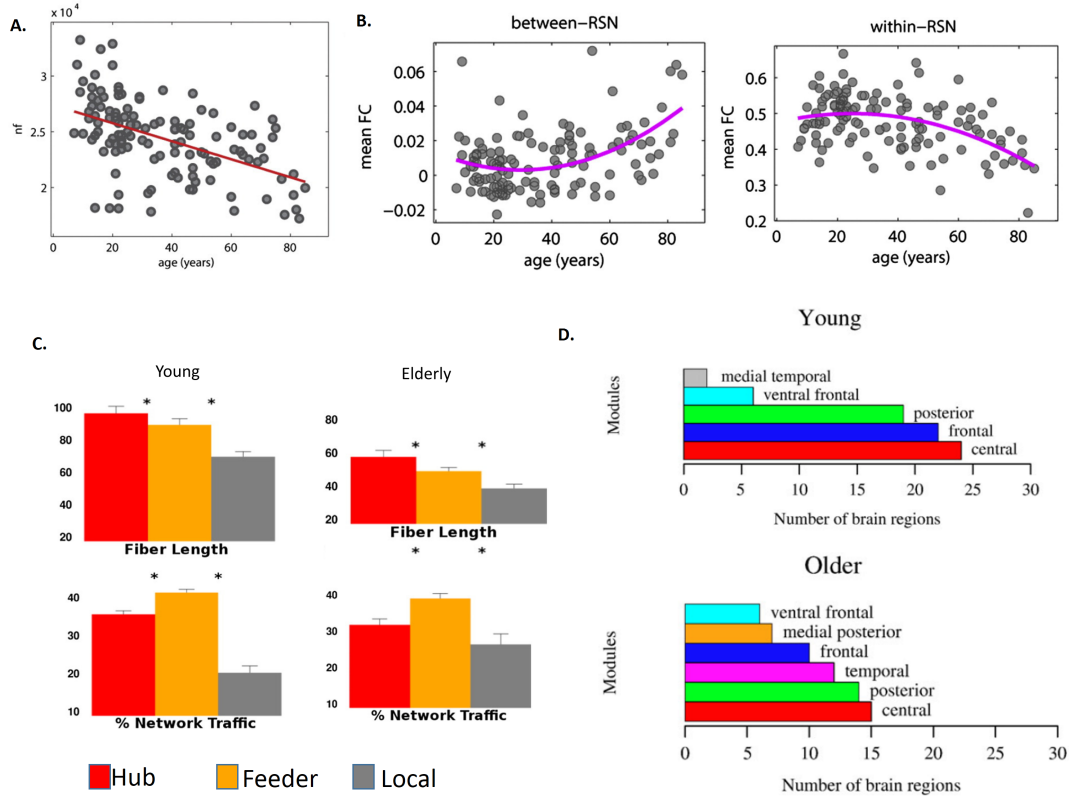 A.
x 10⁴
3
2.5
2
nf
0 20 40 60 80
age (years)
B.
between−RSN
0.06
0.04
0.02
0
−0.02
mean FC
0 20 40 60 80
age (years)
within−RSN
0.6
0.5
0.4
0.3
0.2
mean FC
0 20 40 60 80
age (years)
C.
Young
100
80
60
40
20
* *
Fiber Length
Elderly
80
60
40
20
* *
Fiber Length
* *
40
30
20
10
% Network Traffic
* *
40
30
20
10
% Network Traffic
Hub Feeder Local
D.
Young
Modules
medial temporal
ventral frontal
posterior
frontal
central
0 5 10 15 20 25 30
Number of brain regions
Older
Modules
ventral frontal
medial posterior
frontal
temporal
posterior
central
0 5 10 15 20 25 30
Number of brain regions